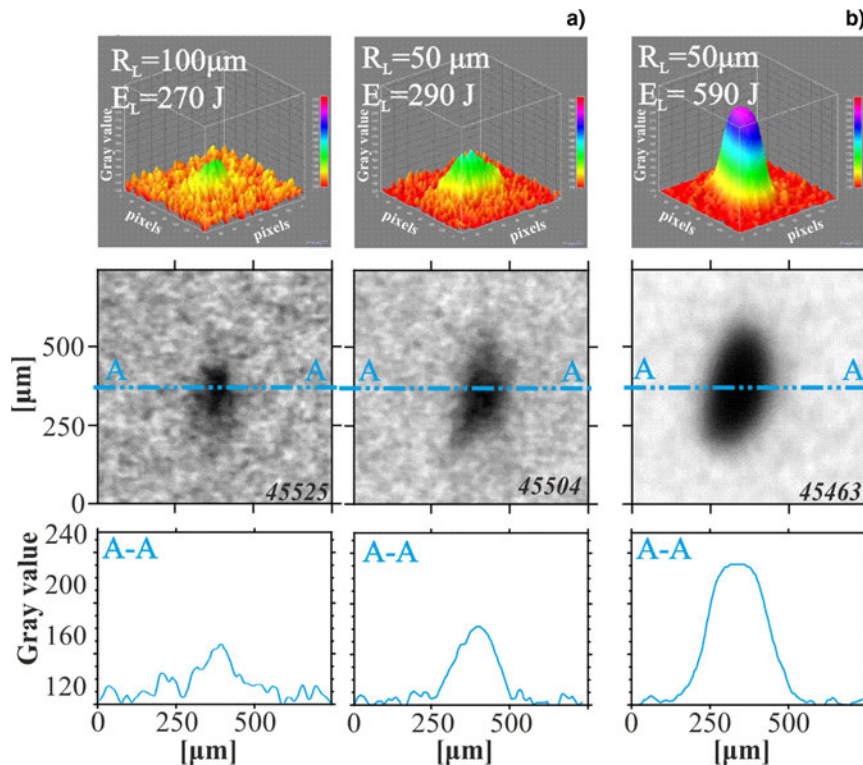 a)
b)
R_L=100μm
E_L=270 J
Gray value
pixels
pixels
R_L=50 μm
E_L=290 J
Gray value
pixels
pixels
R_L=50μm
E_L= 590 J
Gray value
pixels
pixels
500
250
0
[μm]
A
A
45525
A
45504
A
A
45463
240
200
160
120
Gray value
A-A
A-A
A-A
0
250
500
0
250
500
0
250
500
[μm]
[μm]
[μm]